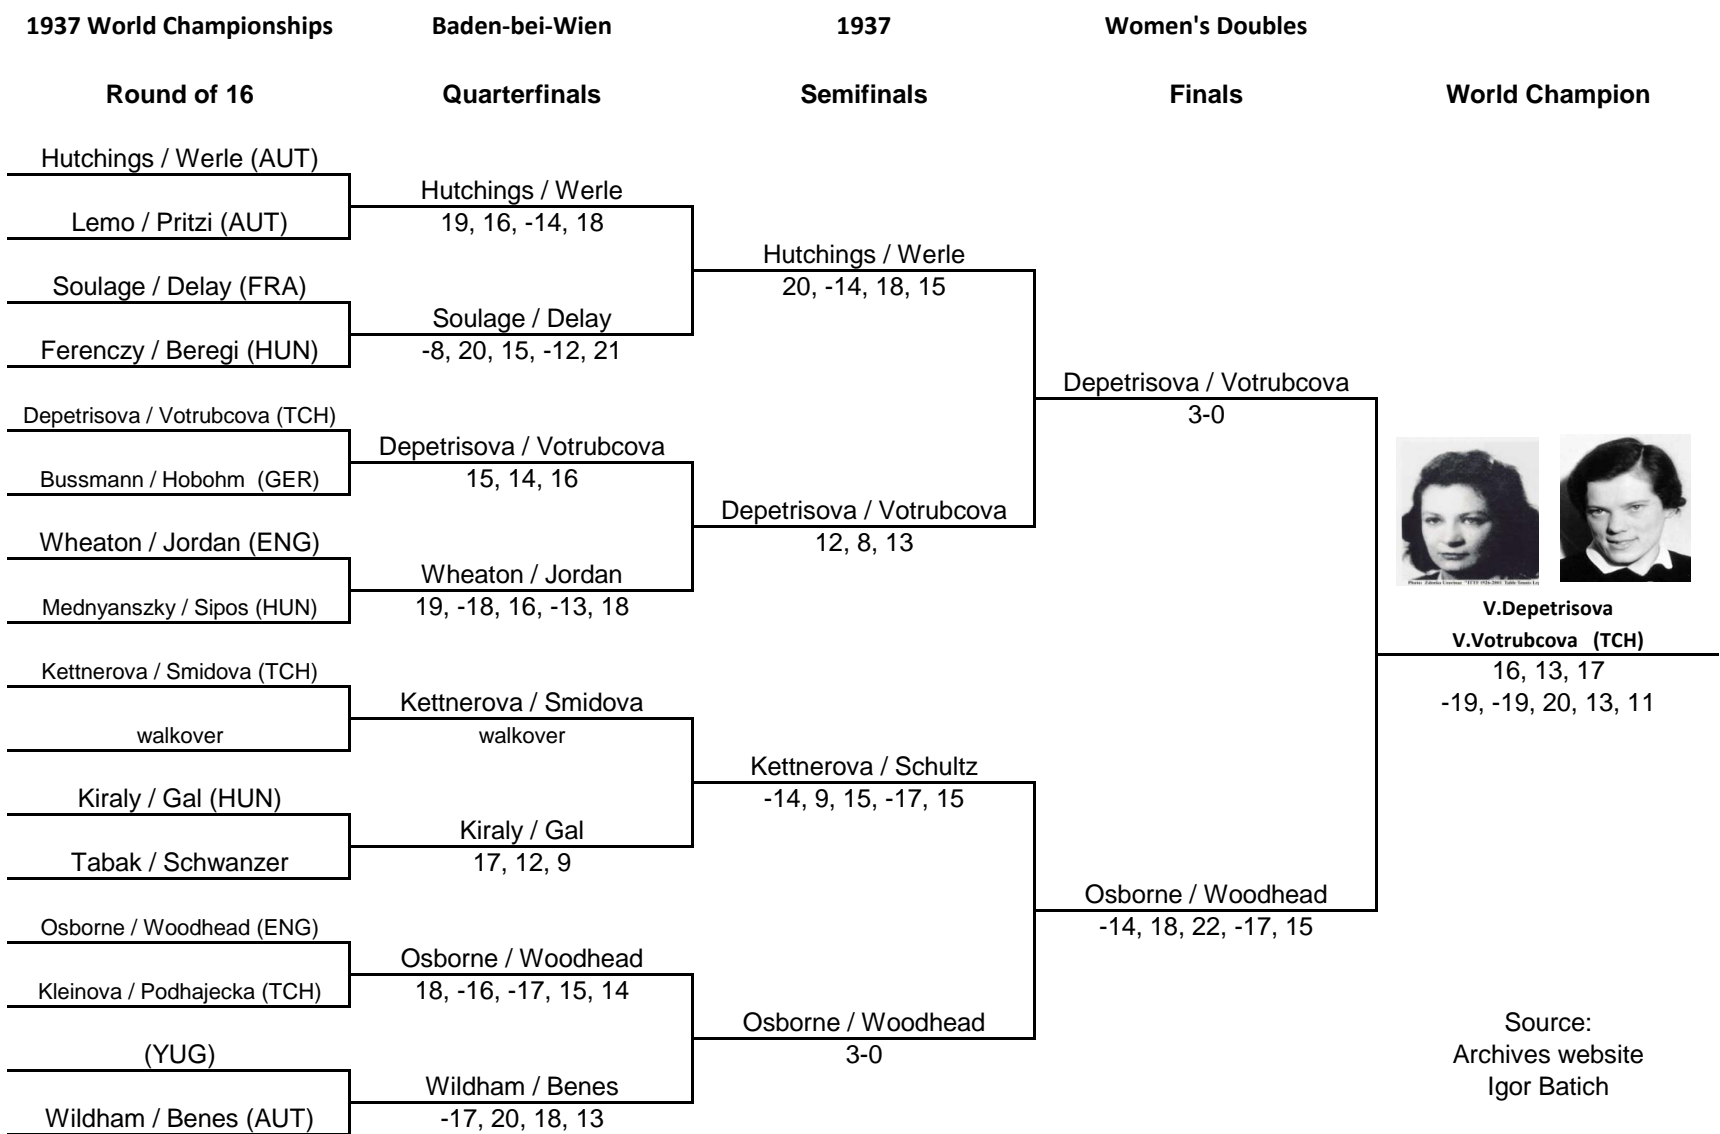 1937 World Championships Baden-bei-Wien 1937 Women's Doubles
Round of 16 Quarterfinals Semifinals Finals World Champion
Hutchings / Werle (AUT)
Hutchings / Werle
Lemo / Pritzi (AUT)
19, 16, -14, 18
Hutchings / Werle
20, -14, 18, 15
Soulage / Delay (FRA)
Soulage / Delay
Ferenczy / Beregi (HUN)
-8, 20, 15, -12, 21
Depetrisova / Votrubcova
3-0
Depetrisova / Votrubcova (TCH)
Depetrisova / Votrubcova
Bussmann / Hobohm (GER)
15, 14, 16
Depetrisova / Votrubcova
12, 8, 13
Wheaton / Jordan (ENG)
Wheaton / Jordan
Mednyanszky / Sipos (HUN)
19, -18, 16, -13, 18
V.Depetrisova
V.Votrubcova (TCH)
16, 13, 17
-19, -19, 20, 13, 11
Kettnerova / Smidova (TCH)
Kettnerova / Smidova
walkover
walkover
Kettnerova / Schultz
-14, 9, 15, -17, 15
Kiraly / Gal (HUN)
Kiraly / Gal
Tabak / Schwanzer
17, 12, 9
Osborne / Woodhead
-14, 18, 22, -17, 15
Osborne / Woodhead (ENG)
Osborne / Woodhead
Kleinova / Podhajecka (TCH)
18, -16, -17, 15, 14
Osborne / Woodhead
3-0
(YUG)
Wildham / Benes
Wildham / Benes (AUT)
-17, 20, 18, 13
Source:
Archives website
Igor Batich